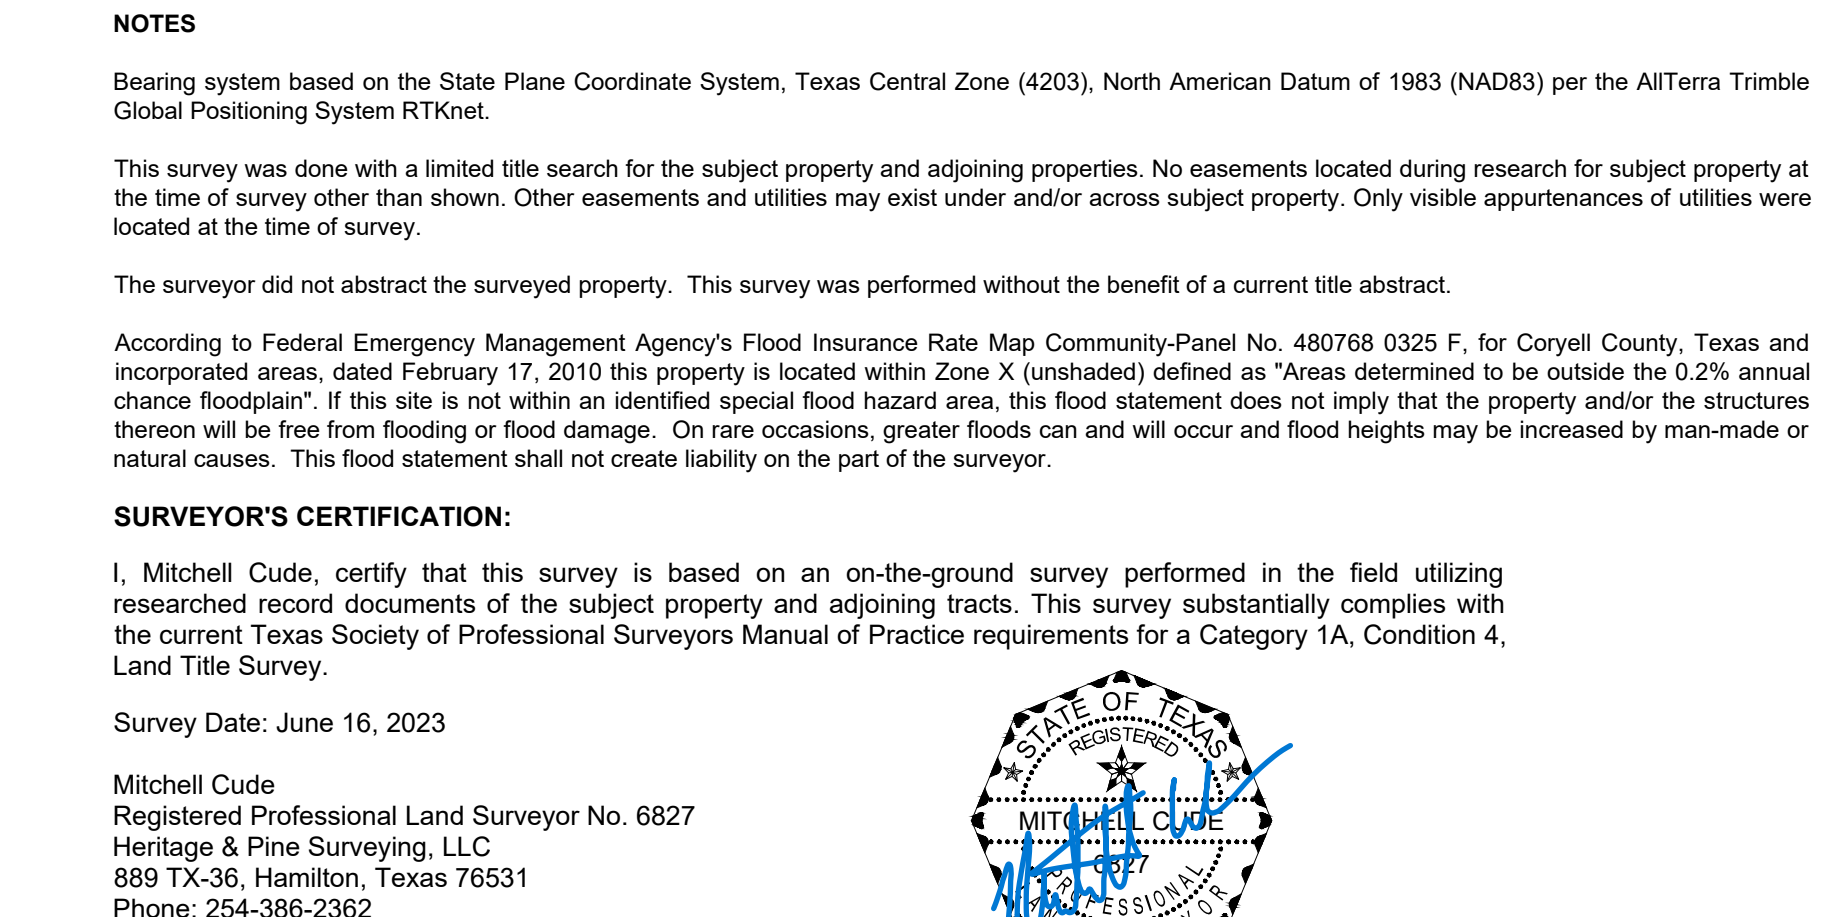 NOTES
Bearing system based on the State Plane Coordinate System, Texas Central Zone (4203), North American Datum of 1983 (NAD83) per the AllTerra Trimble
Global Positioning System RTKnet.
This survey was done with a limited title search for the subject property and adjoining properties. No easements located during research for subject property at
the time of survey other than shown. Other easements and utilities may exist under and/or across subject property. Only visible appurtenances of utilities were
located at the time of survey.
The surveyor did not abstract the surveyed property.  This survey was performed without the benefit of a current title abstract.
According to Federal Emergency Management Agency's Flood Insurance Rate Map Community-Panel No. 480768 0325 F, for Coryell County, Texas and
incorporated areas, dated February 17, 2010 this property is located within Zone X (unshaded) defined as "Areas determined to be outside the 0.2% annual
chance floodplain". If this site is not within an identified special flood hazard area, this flood statement does not imply that the property and/or the structures
thereon will be free from flooding or flood damage.  On rare occasions, greater floods can and will occur and flood heights may be increased by man-made or
natural causes.  This flood statement shall not create liability on the part of the surveyor.
SURVEYOR'S CERTIFICATION:
I, Mitchell Cude, certify that this survey is based on an on-the-ground survey performed in the field utilizing
researched record documents of the subject property and adjoining tracts. This survey substantially complies with
the current Texas Society of Professional Surveyors Manual of Practice requirements for a Category 1A, Condition 4,
Land Title Survey.
Survey Date: June 16, 2023
Mitchell Cude
Registered Professional Land Surveyor No. 6827
Heritage & Pine Surveying, LLC
889 TX-36, Hamilton, Texas 76531
Phone: 254-386-2362
STATE OF TEXAS
REGISTERED
MITCHELL CUDE
6827
PROFESSIONAL